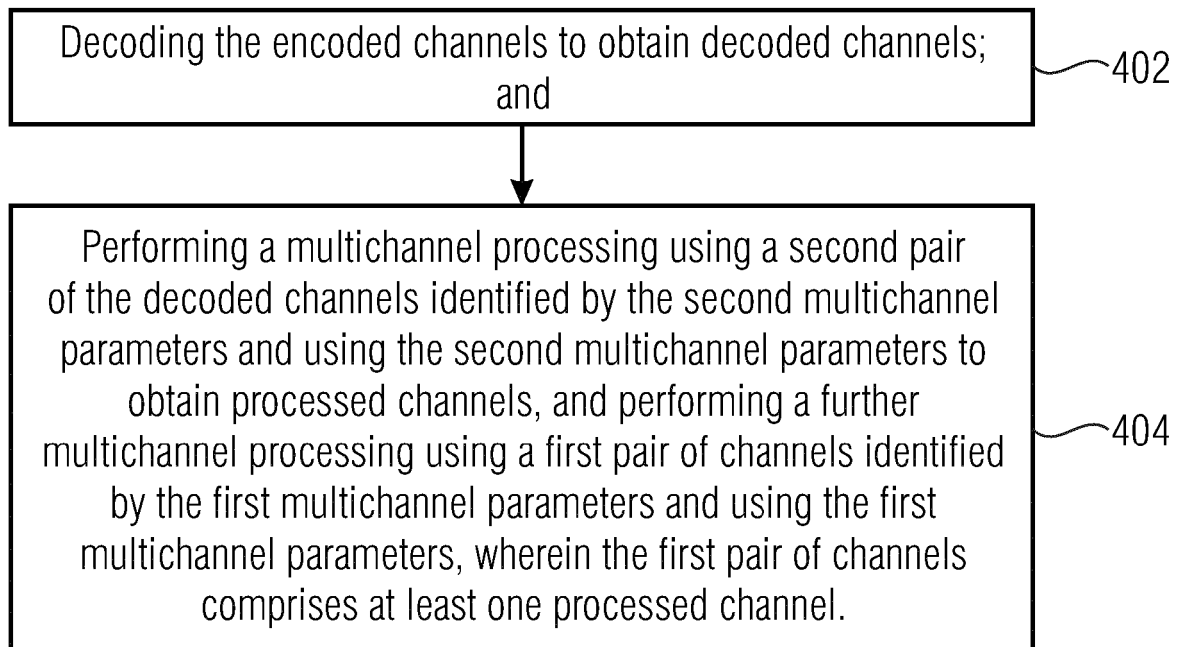 Decoding the encoded channels to obtain decoded channels;
and
402
Performing a multichannel processing using a second pair
of the decoded channels identified by the second multichannel
parameters and using the second multichannel parameters to
obtain processed channels, and performing a further
multichannel processing using a first pair of channels identified
by the first multichannel parameters and using the first
multichannel parameters, wherein the first pair of channels
comprises at least one processed channel.
404